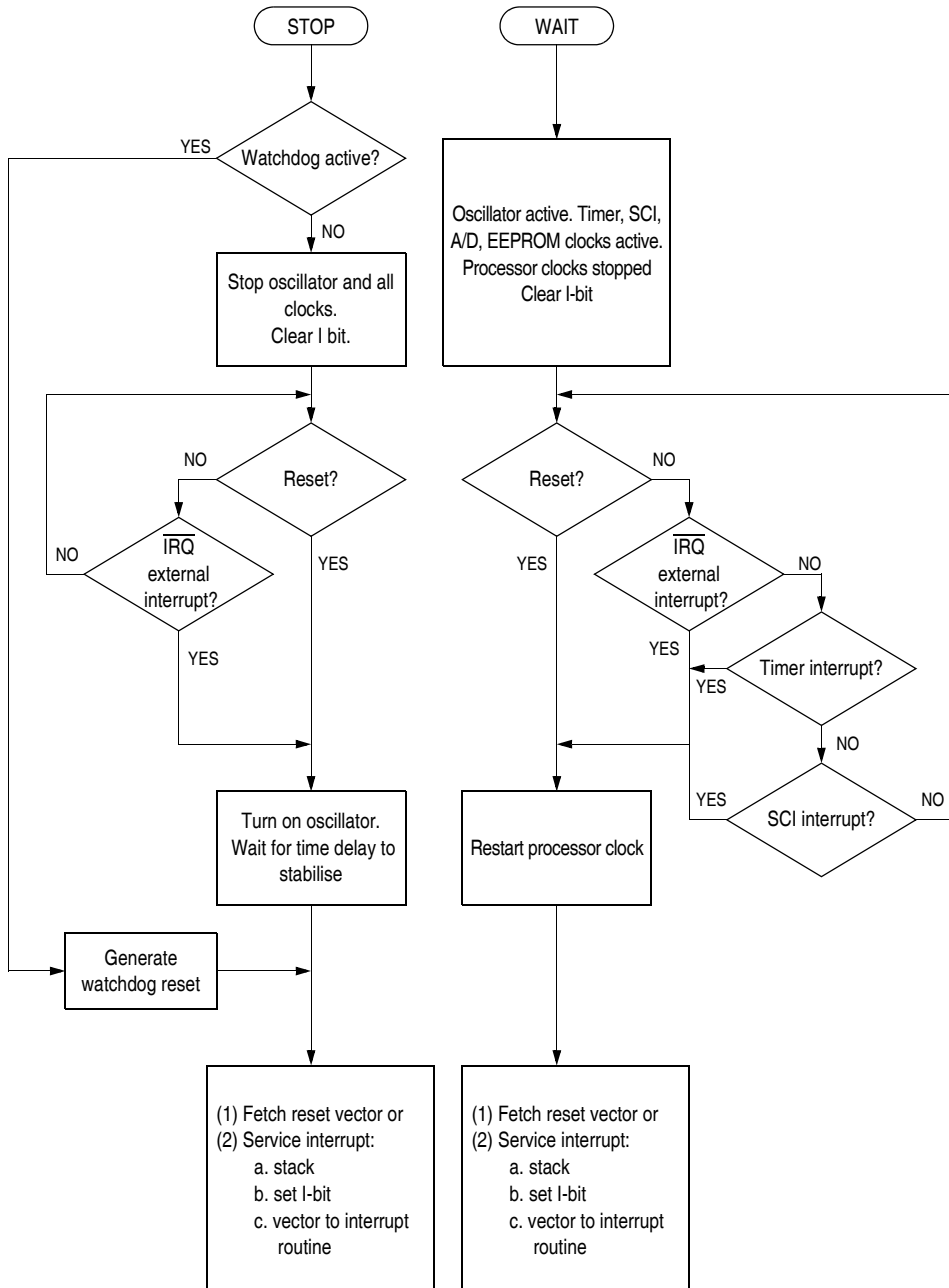 STOP
WAIT
YES
Watchdog active?
NO
Stop oscillator and all
clocks.
Clear I bit.
Oscillator active. Timer, SCI,
A/D, EEPROM clocks active.
Processor clocks stopped
Clear I-bit
NO
Reset?
YES
NO
IRQ
external
interrupt?
YES
Reset?
NO
YES
IRQ
external
interrupt?
NO
YES
Timer interrupt?
YES
NO
YES
SCI interrupt?
NO
Turn on oscillator.
Wait for time delay to
stabilise
Restart processor clock
Generate
watchdog reset
(1) Fetch reset vector or
(2) Service interrupt:
a. stack
b. set I-bit
c. vector to interrupt
routine
(1) Fetch reset vector or
(2) Service interrupt:
a. stack
b. set I-bit
c. vector to interrupt
routine